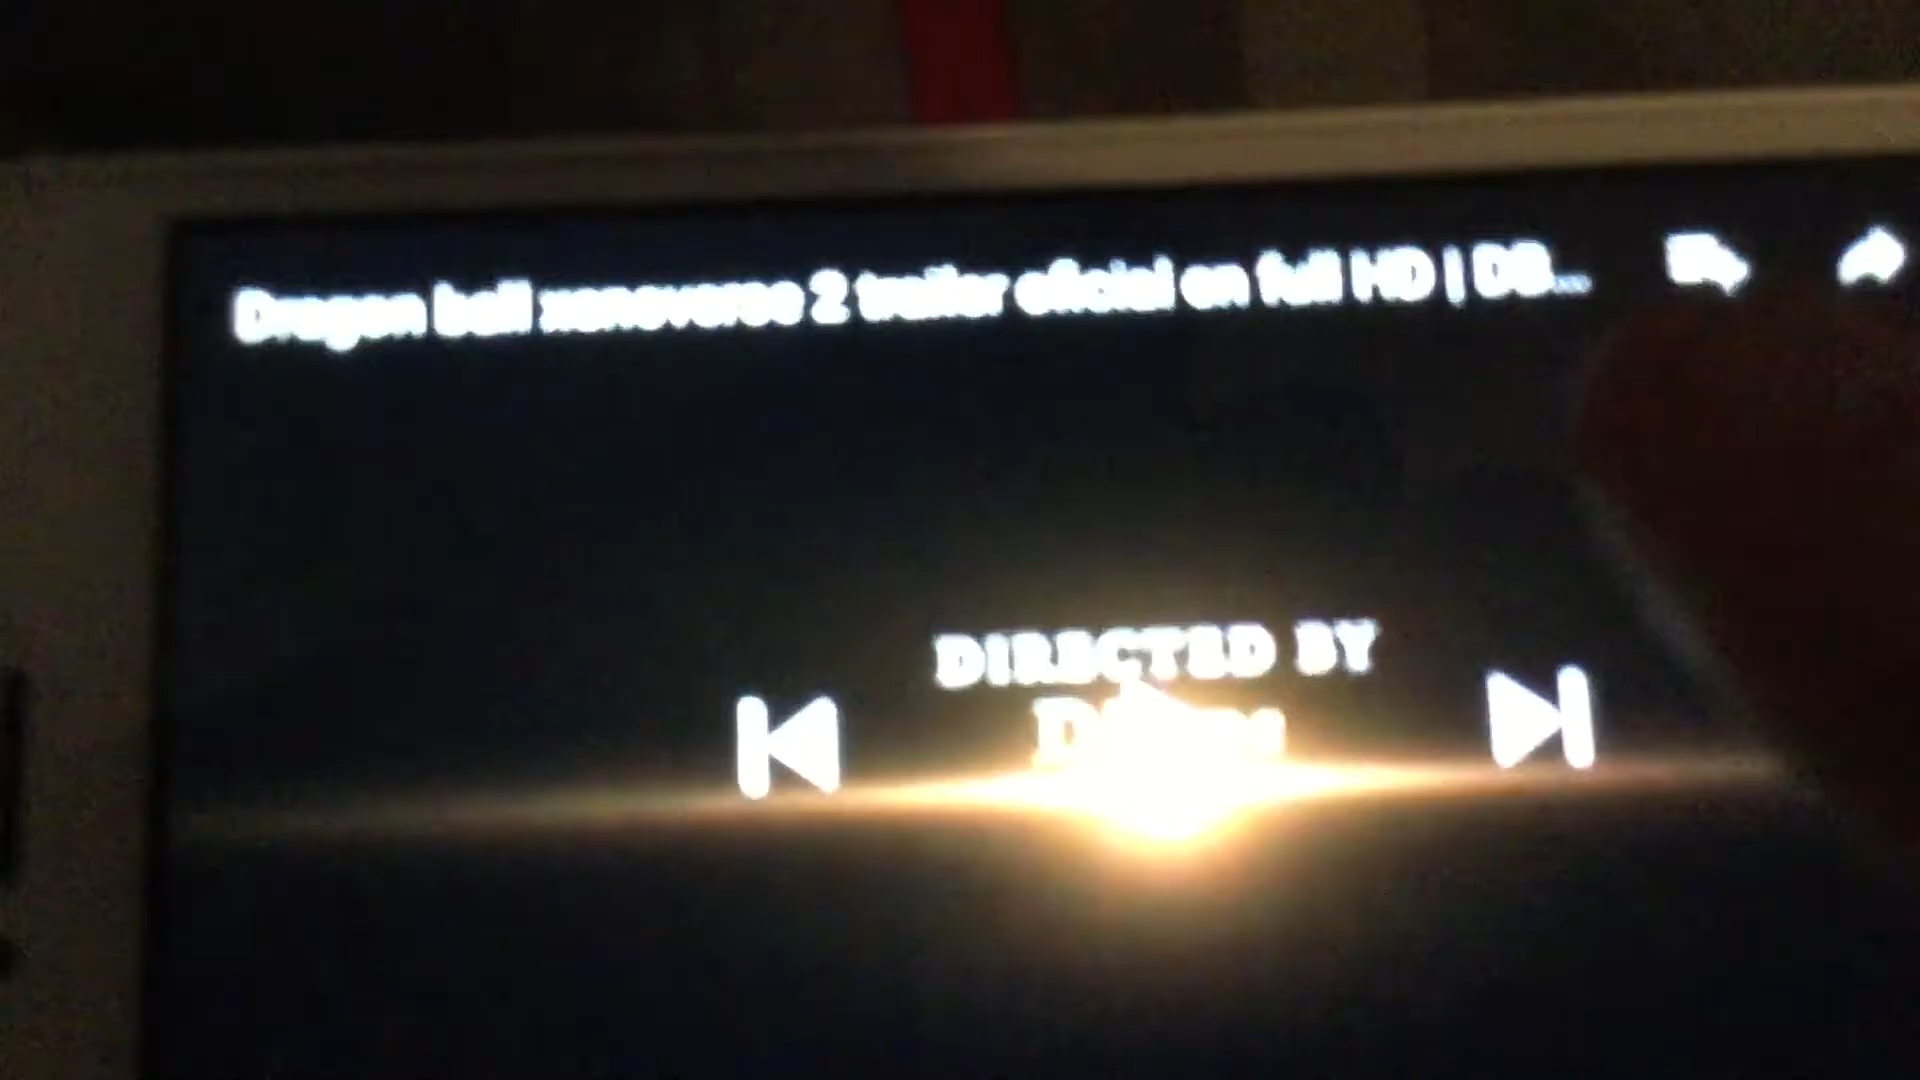 Dragon ball xenoverse 2 trailer oficial en full HD | DB...
DIRECTED BY